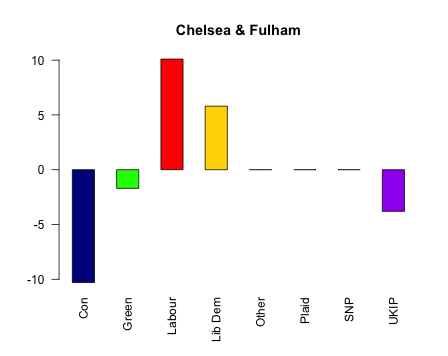 Chelsea & Fulham
10
5
0
-5
-10
Con
Green
Labour
Lib Dem
Other
Plaid
SNP
UKIP